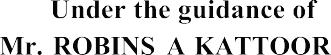 Under the guidance of
Mr. ROBINS A KATTOOR